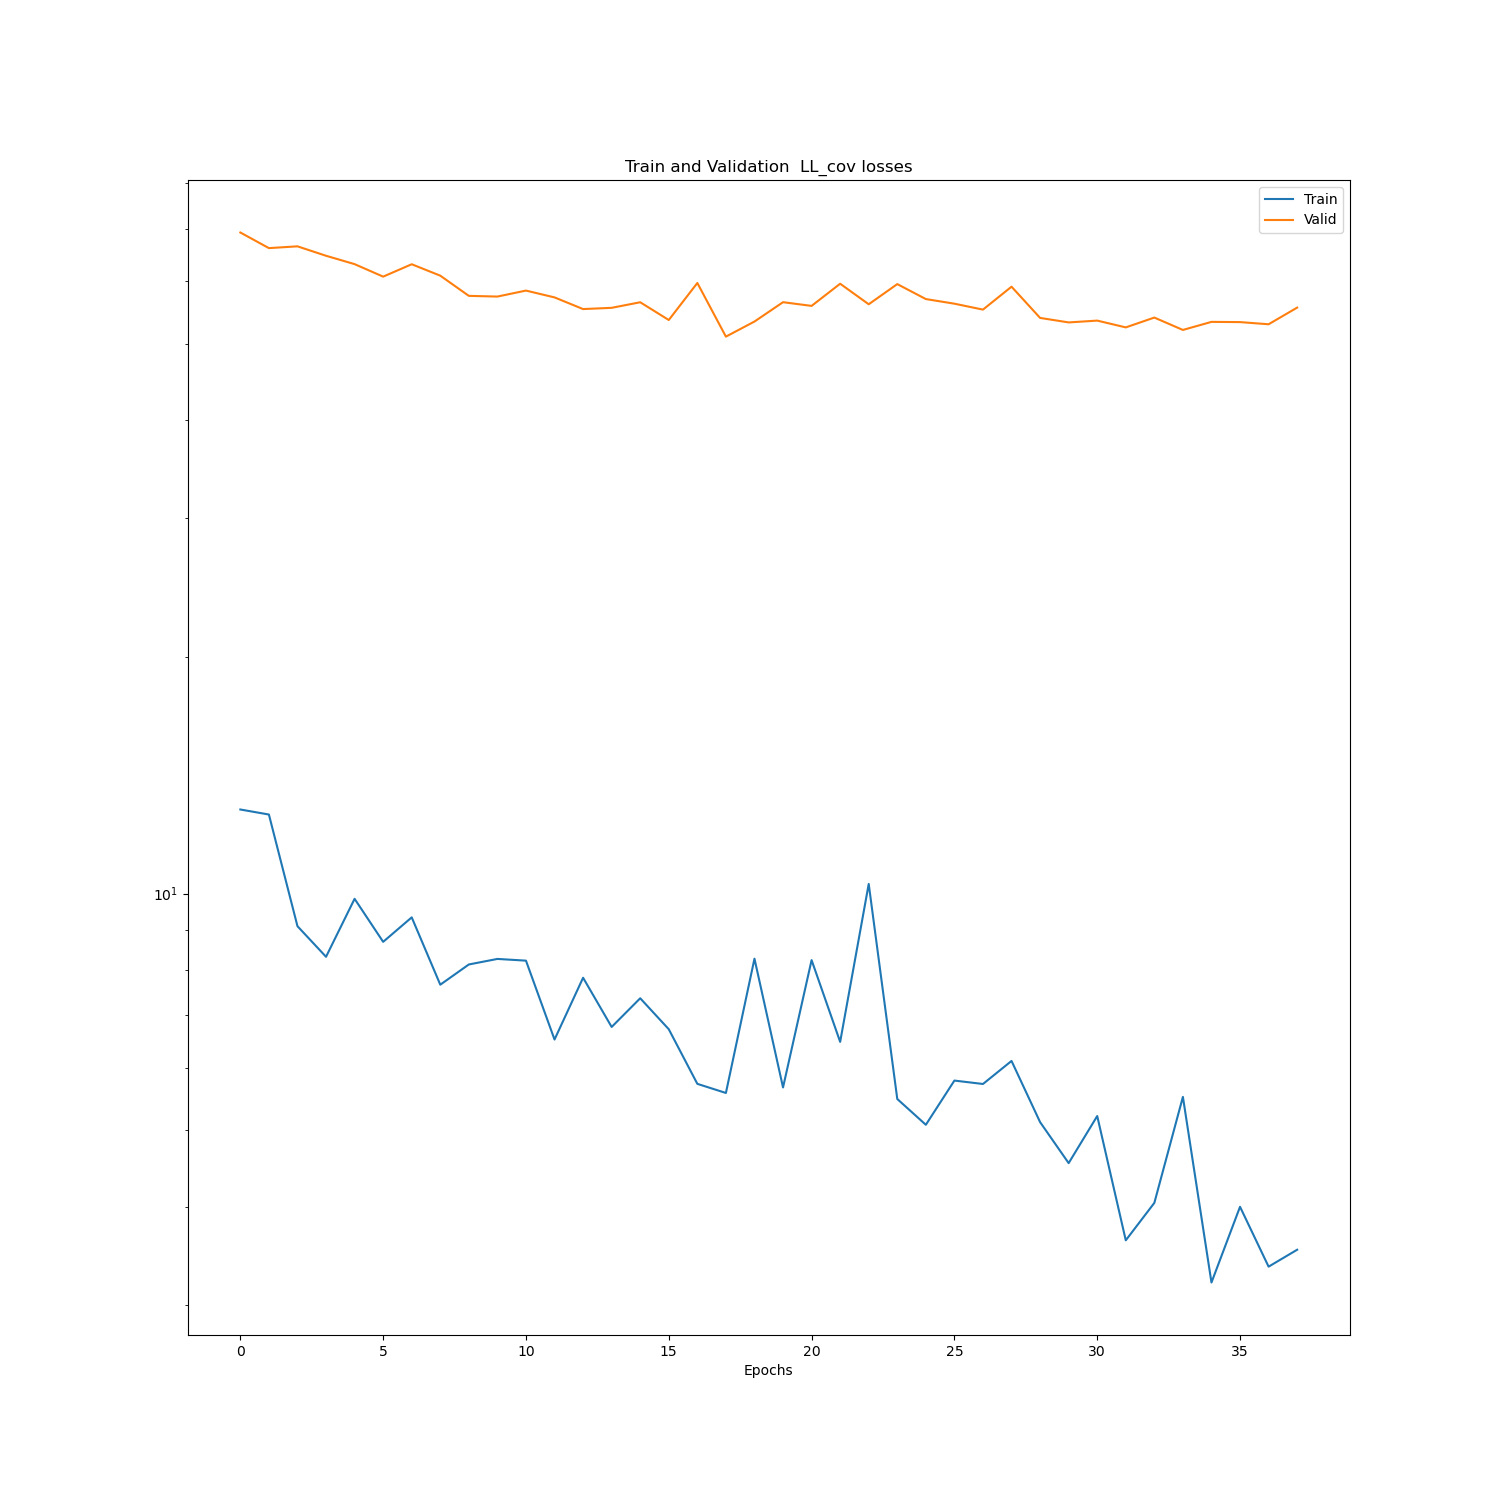 Train and Validation  LL_cov losses
Train
Valid
10¹
0 5 10 15 20 25 30 35
Epochs